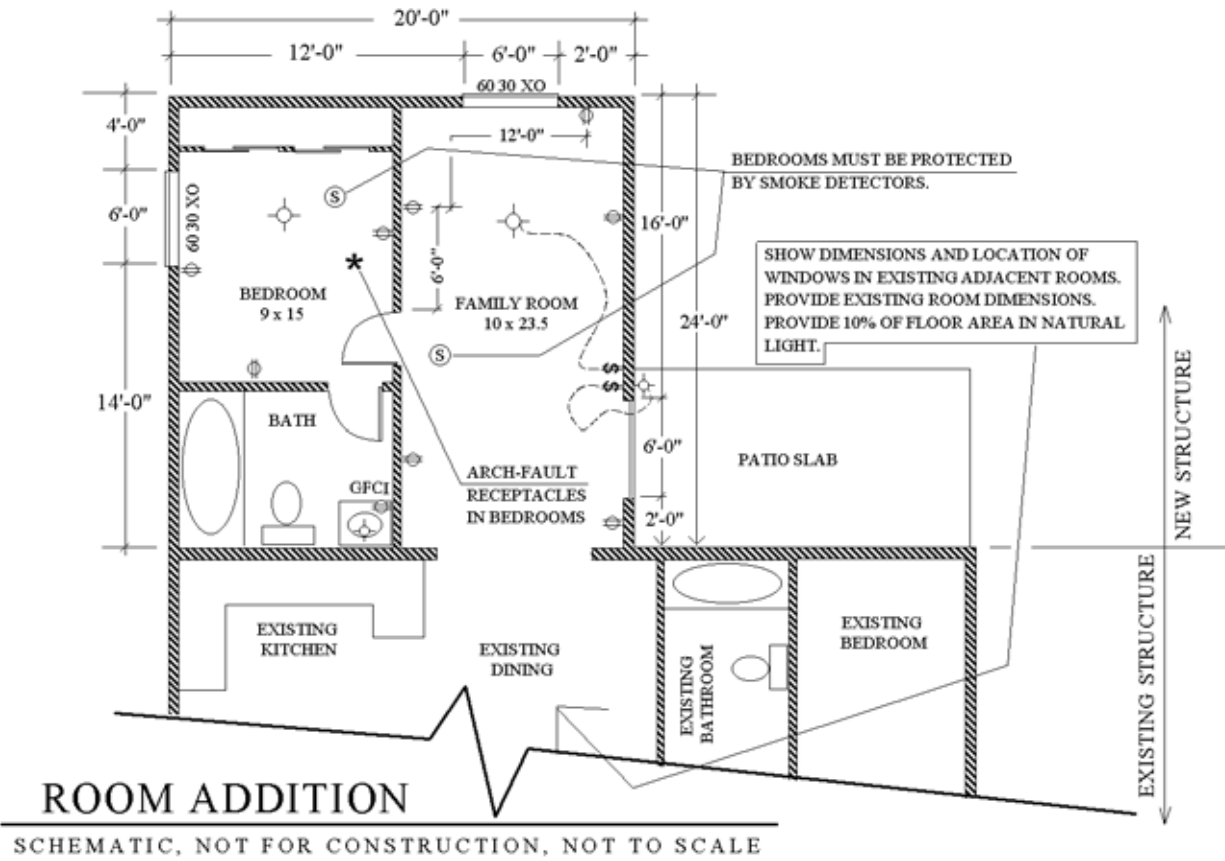 20'-0"
12'-0"
6'-0"
2'-0"
60 30 XO
4'-0"
12'-0"
BEDROOMS MUST BE PROTECTED
BY SMOKE DETECTORS.
6'-0"
60 30 XO
S
16'-0"
6'-0"
SHOW DIMENSIONS AND LOCATION OF
WINDOWS IN EXISTING ADJACENT ROOMS.
PROVIDE EXISTING ROOM DIMENSIONS.
PROVIDE 10% OF FLOOR AREA IN NATURAL
LIGHT.
*
BEDROOM
9 x 15
FAMILY ROOM
10 x 23.5
24'-0"
S
$
$
14'-0"
BATH
6'-0"
PATIO SLAB
GFCI
ARCH-FAULT
RECEPTACLES
IN BEDROOMS
2'-0"
NEW STRUCTURE
EXISTING STRUCTURE
EXISTING
KITCHEN
EXISTING
DINING
EXISTING
BATHROOM
EXISTING
BEDROOM
ROOM ADDITION
SCHEMATIC, NOT FOR CONSTRUCTION, NOT TO SCALE